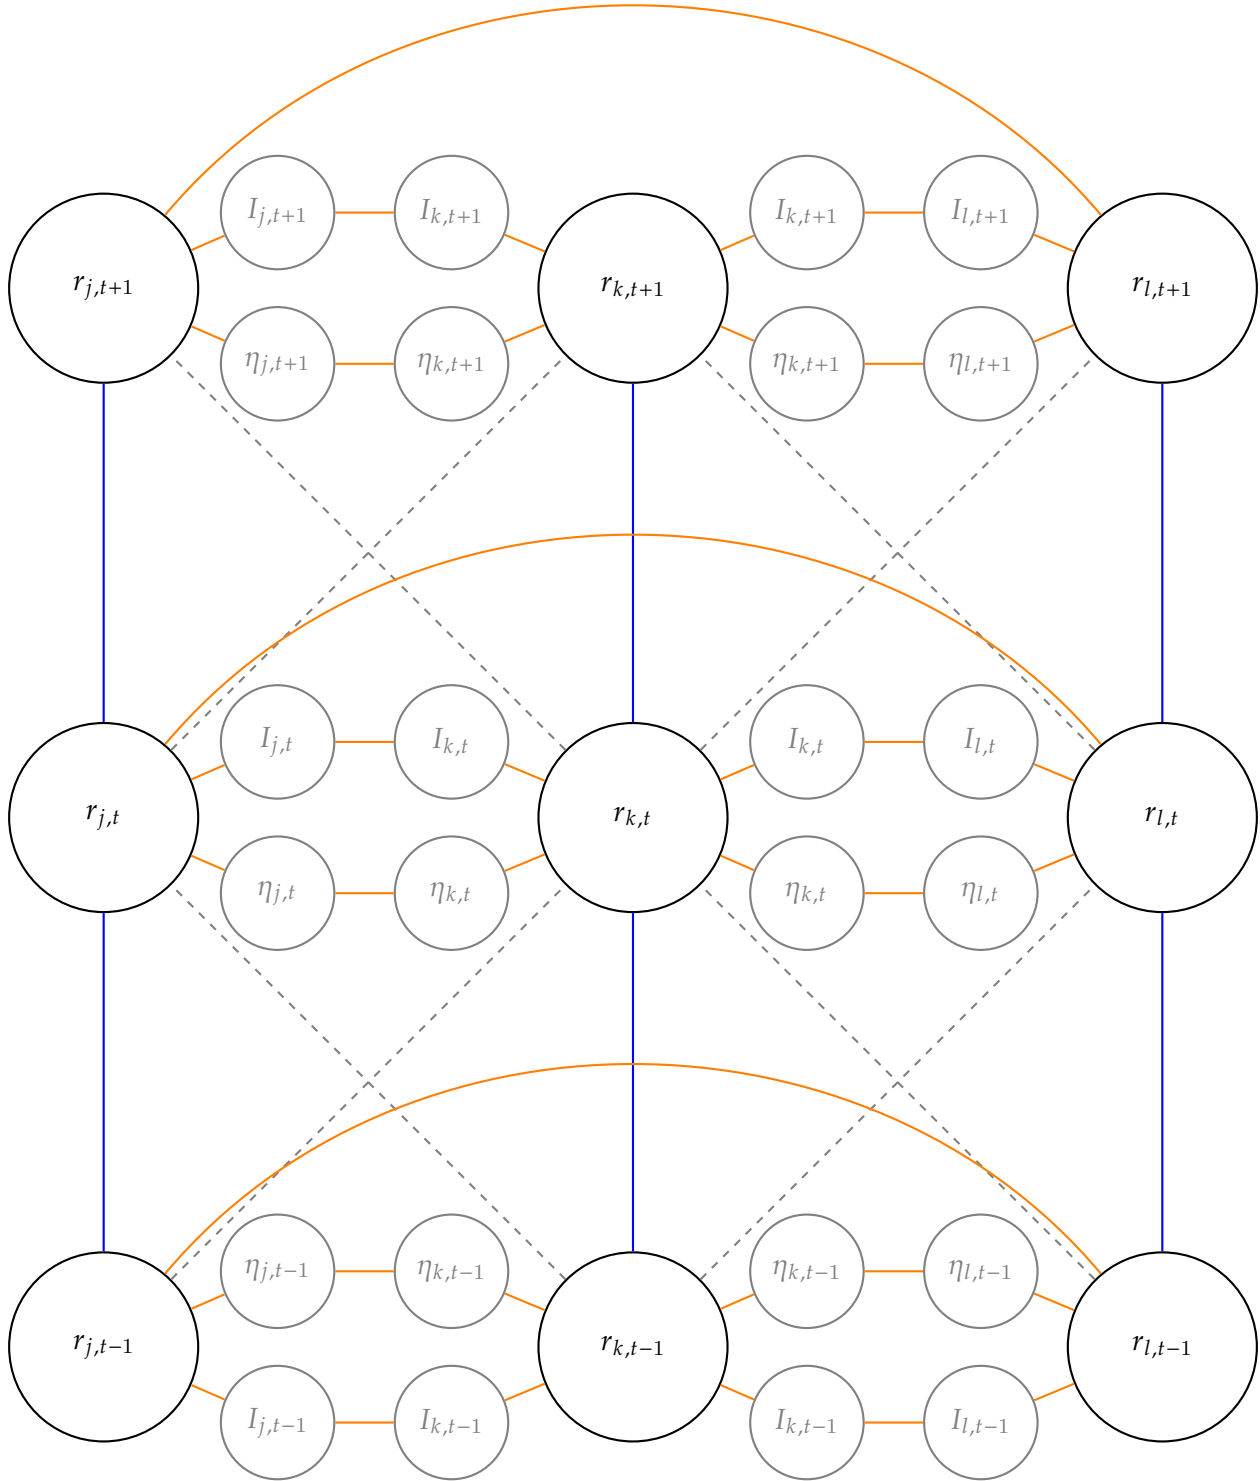 I_{j,t+1} I_{k,t+1} I_{k,t+1} I_{l,t+1}
r_{j,t+1} r_{k,t+1} r_{l,t+1}
η_{j,t+1} η_{k,t+1} η_{k,t+1} η_{l,t+1}
I_{j,t} I_{k,t} I_{k,t} I_{l,t}
r_{j,t} r_{k,t} r_{l,t}
η_{j,t} η_{k,t} η_{k,t} η_{l,t}
η_{j,t−1} η_{k,t−1} η_{k,t−1} η_{l,t−1}
r_{j,t−1} r_{k,t−1} r_{l,t−1}
I_{j,t−1} I_{k,t−1} I_{k,t−1} I_{l,t−1}